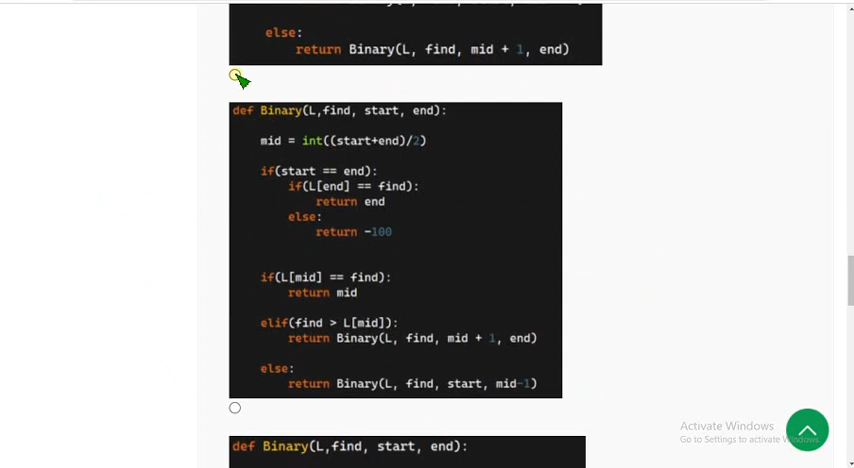 else:
return Binary(L, find, mid + 1, end)
def Binary(L,find, start, end):
mid = int((start+end)/2)
if(start == end):
if(L[end] == find):
return end
else:
return -100
if(L[mid] == find):
return mid
elif(find > L[mid]):
return Binary(L, find, mid + 1, end)
else:
return Binary(L, find, start, mid-1)
def Binary(L,find, start, end):
Activate Windows
Go to Settings to activate Windows.